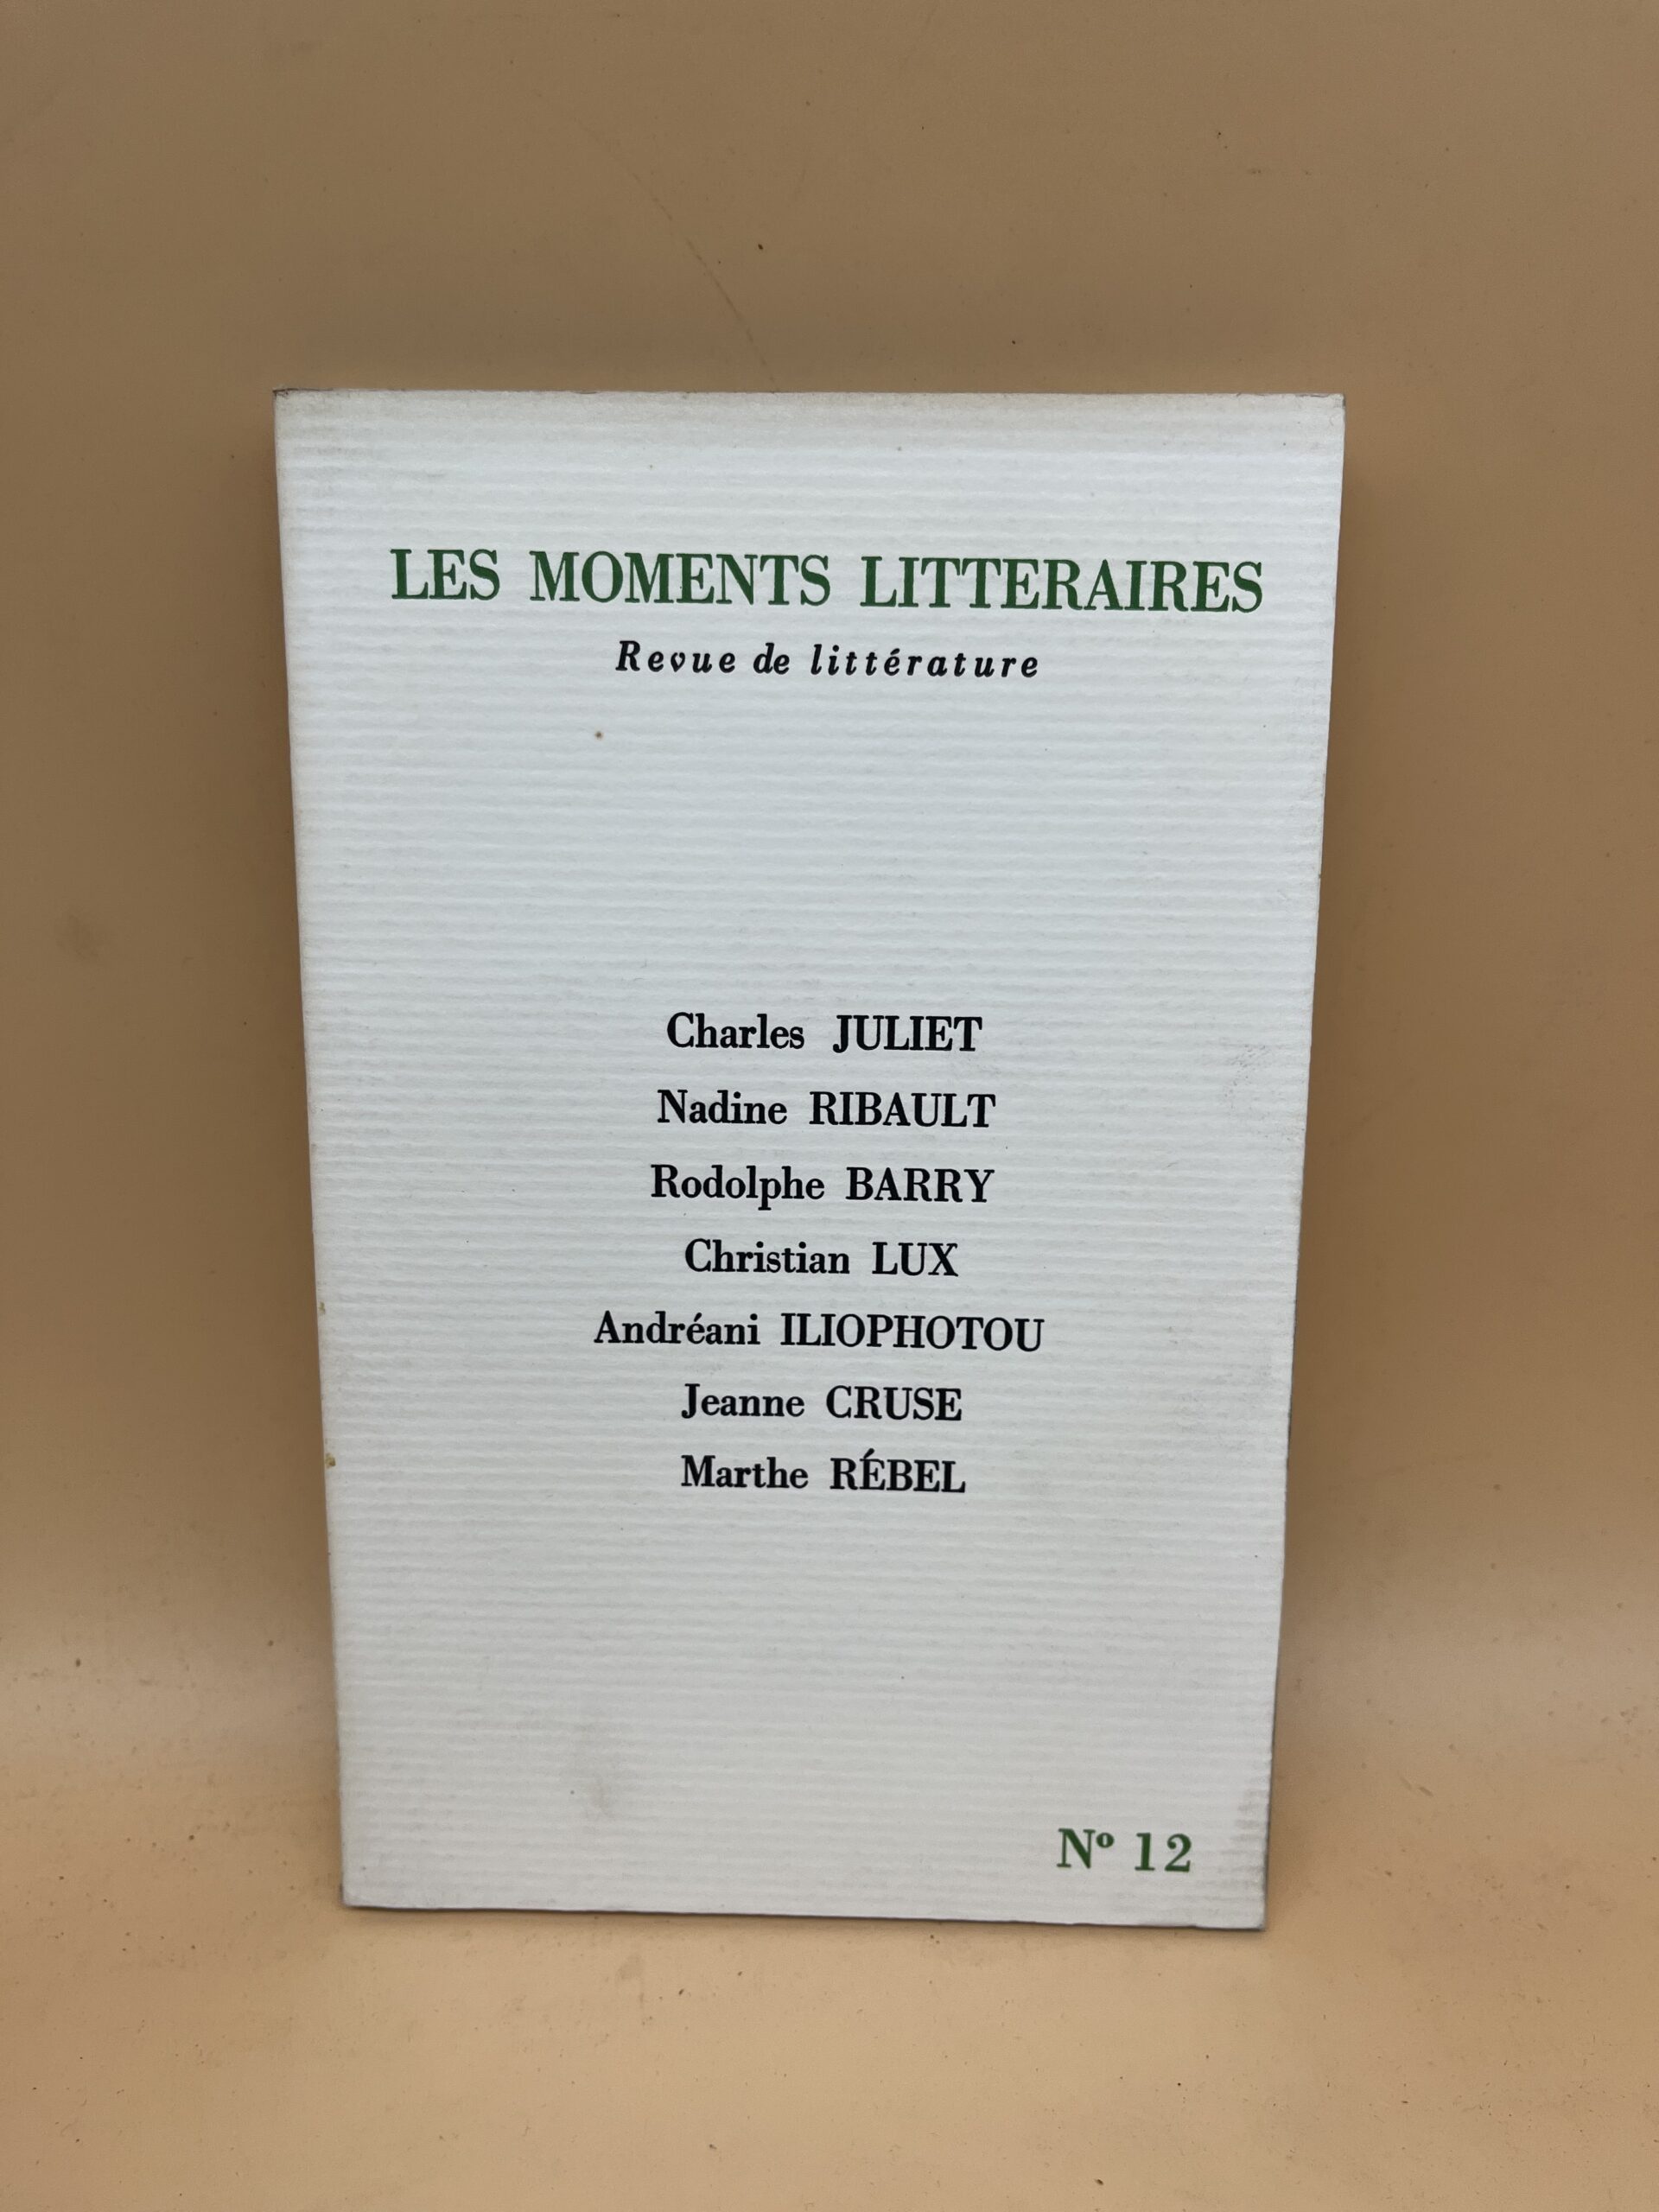 LES MOMENTS LITTERAIRES
Revue de littérature
Charles JULIET
Nadine RIBAULT
Rodolphe BARRY
Christian LUX
Andréani ILIOPHOTOU
Jeanne CRUSE
Marthe RÉBEL
Nº 12